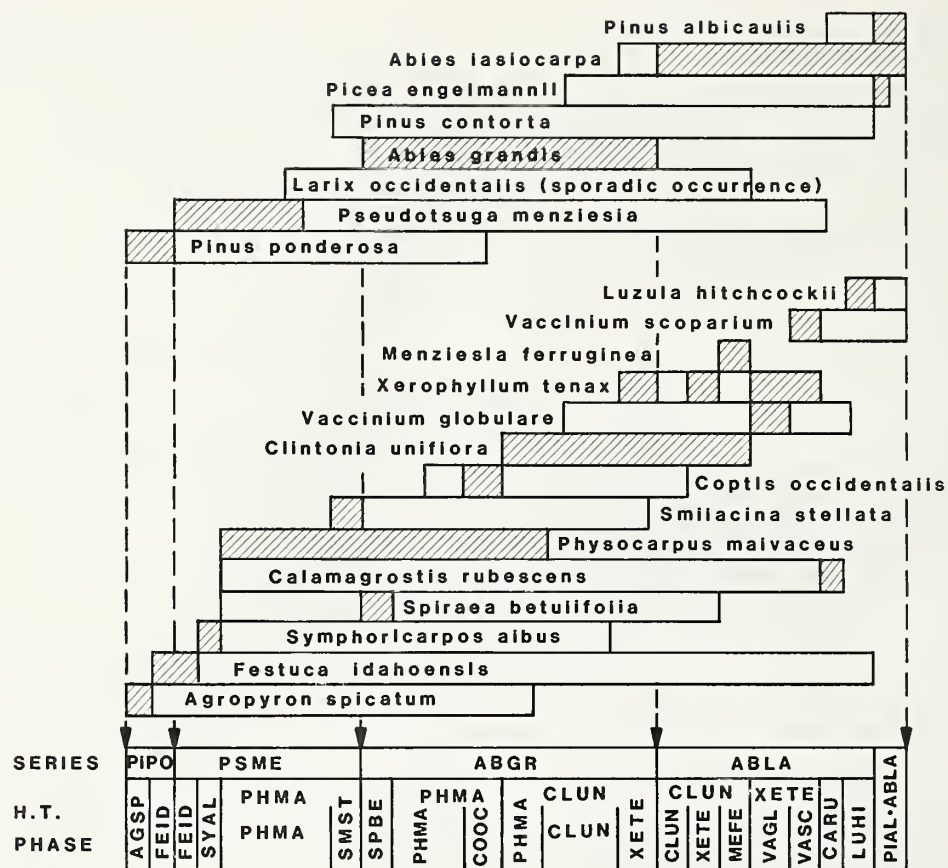 Pinus albicaulis
Abies lasiocarpa
Picea engelmannii
Pinus contorta
Abies grandis
Larix occidentalis (sporadic occurrence)
Pseudotsuga menziesia
Pinus ponderosa
Luzula hitchcockii
Vaccinium scoparium
Menziesia ferruginea
Xerophyllum tenax
Vaccinium globulare
Clintonia uniflora
Coptis occidentalis
Smilacina stellata
Physocarpus malvaceus
Calamagrostis rubescens
Spiraea betulifolia
Symphoricarpos albus
Festuca idahoensis
Agropyron spicatum
SERIES PIPO PSME ABGR ABLA PIAL-ABLA
H.T. AGSP FEID FEID SYAL PHMA SPBE PHMA CLUN CLUN XETE CARU LUHI
PHASE PHMA SMST PHMA COOC PHMA CLUN XETE CLUN XETE MEFE VAGL VASC